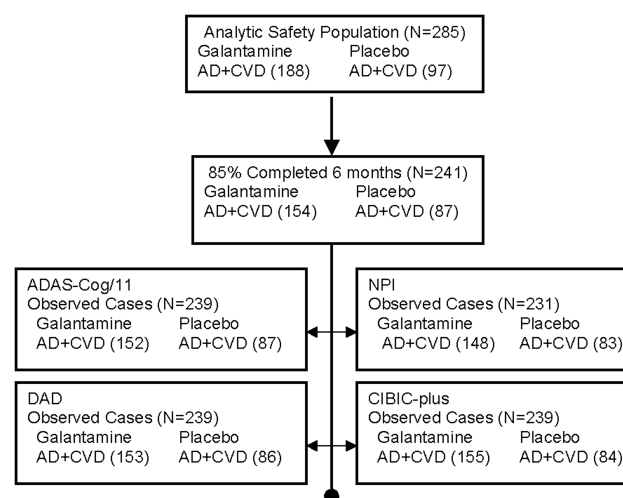 Analytic Safety Population (N=285)
Galantamine Placebo
AD+CVD (188) AD+CVD (97)
85% Completed 6 months (N=241)
Galantamine Placebo
AD+CVD (154) AD+CVD (87)
ADAS-Cog/11
Observed Cases (N=239)
Galantamine Placebo
AD+CVD (152) AD+CVD (87)
NPI
Observed Cases (N=231)
Galantamine Placebo
AD+CVD (148) AD+CVD (83)
DAD
Observed Cases (N=239)
Galantamine Placebo
AD+CVD (153) AD+CVD (86)
CIBIC-plus
Observed Cases (N=239)
Galantamine Placebo
AD+CVD (155) AD+CVD (84)